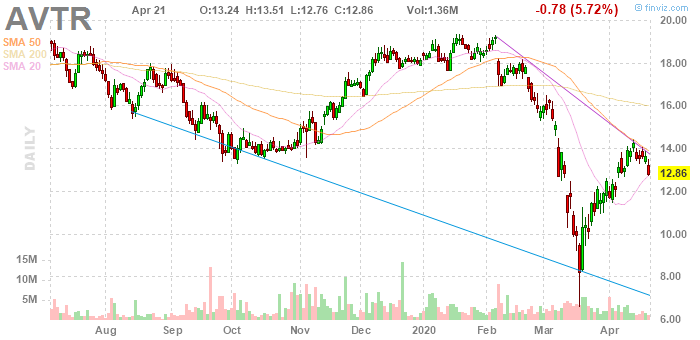 AVTR Apr 21 O:13.24 H:13.51 L:12.76 C:12.86 Vol:1.36M -0.78 (5.72%) finviz.com
SMA 50
SMA 200
SMA 20
DAILY
20.00
18.00
16.00
14.00
12.86
12.00
10.00
8.00
6.00
15M
10M
5M
Aug Sep Oct Nov Dec 2020 Feb Mar Apr